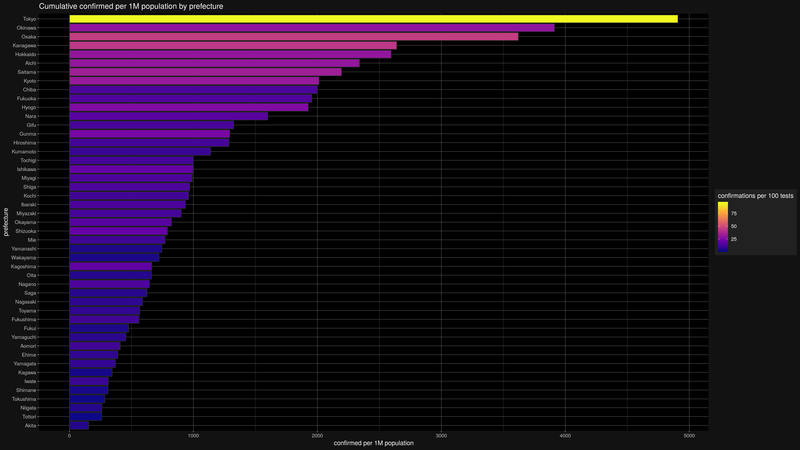 Cumulative confirmed per 1M population by prefecture
Tokyo
Okinawa
Osaka
Kanagawa
Hokkaido
Aichi
Saitama
Kyoto
Chiba
Fukuoka
Hyogo
Nara
Gifu
Gunma
Hiroshima
Kumamoto
Tochigi
Ishikawa
Miyagi
Shiga
Kochi
Ibaraki
Miyazaki
Okayama
Shizuoka
Mie
Yamanashi
Wakayama
Kagoshima
Oita
Nagano
Saga
Nagasaki
Toyama
Fukushima
Fukui
Yamaguchi
Aomori
Ehime
Yamagata
Kagawa
Iwate
Shimane
Tokushima
Niigata
Tottori
Akita
prefecture
0 1000 2000 3000 4000 5000
confirmed per 1M population
confirmations per 100 tests
75
50
25